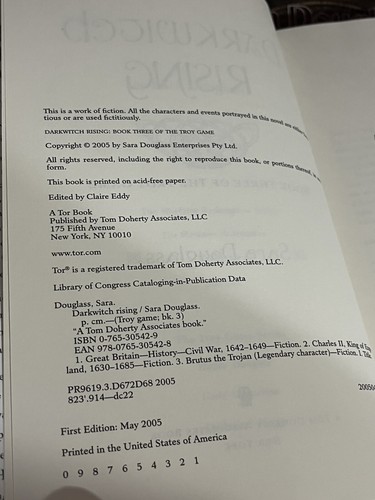 DARKWITCH
RISING
This is a work of fiction. All the characters and events portrayed in this novel are either
tious or are used fictitiously.
DARKWITCH RISING: BOOK THREE OF THE TROY GAME
Copyright © 2005 by Sara Douglass Enterprises Pty Ltd.
All rights reserved, including the right to reproduce this book, or portions thereof, in
form.
This book is printed on acid-free paper.
Edited by Claire Eddy
A Tor Book
Published by Tom Doherty Associates, LLC
175 Fifth Avenue
New York, NY 10010
www.tor.com
Tor® is a registered trademark of Tom Doherty Associates, LLC.
Library of Congress Cataloging-in-Publication Data
Douglass, Sara.
Darkwitch rising / Sara Douglass.
p. cm.—(Troy game; bk. 3)
"A Tom Doherty Associates book."
ISBN 0-765-30542-9
EAN 978-0765-30542-8
1. Great Britain—History—Civil War, 1642–1649—Fiction. 2. Charles II, King of Eng
land, 1630–1685—Fiction. 3. Brutus the Trojan (Legendary character)—Fiction. I. Title.
PR9619.3.D672D68 2005
823'.914—dc22
20050
First Edition: May 2005
Printed in the United States of America
0 9 8 7 6 5 4 3 2 1